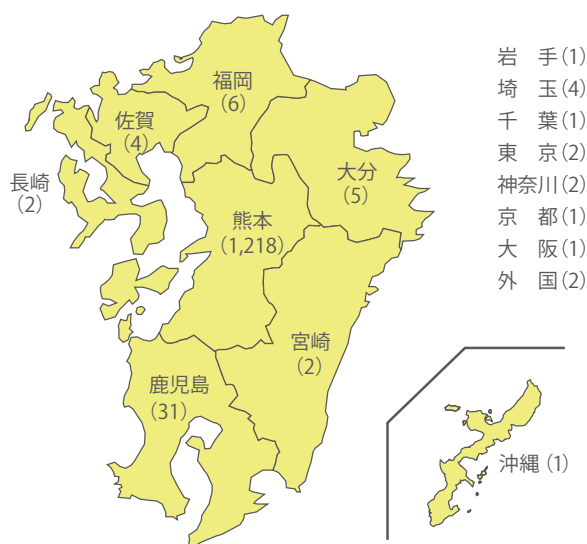 福岡
(6)
佐賀
(4)
長崎
(2)
大分
(5)
熊本
(1,218)
宮崎
(2)
鹿児島
(31)
沖縄 (1)
岩　手(1)
埼　玉(4)
千　葉(1)
東　京(2)
神奈川(2)
京　都(1)
大　阪(1)
外　国(2)